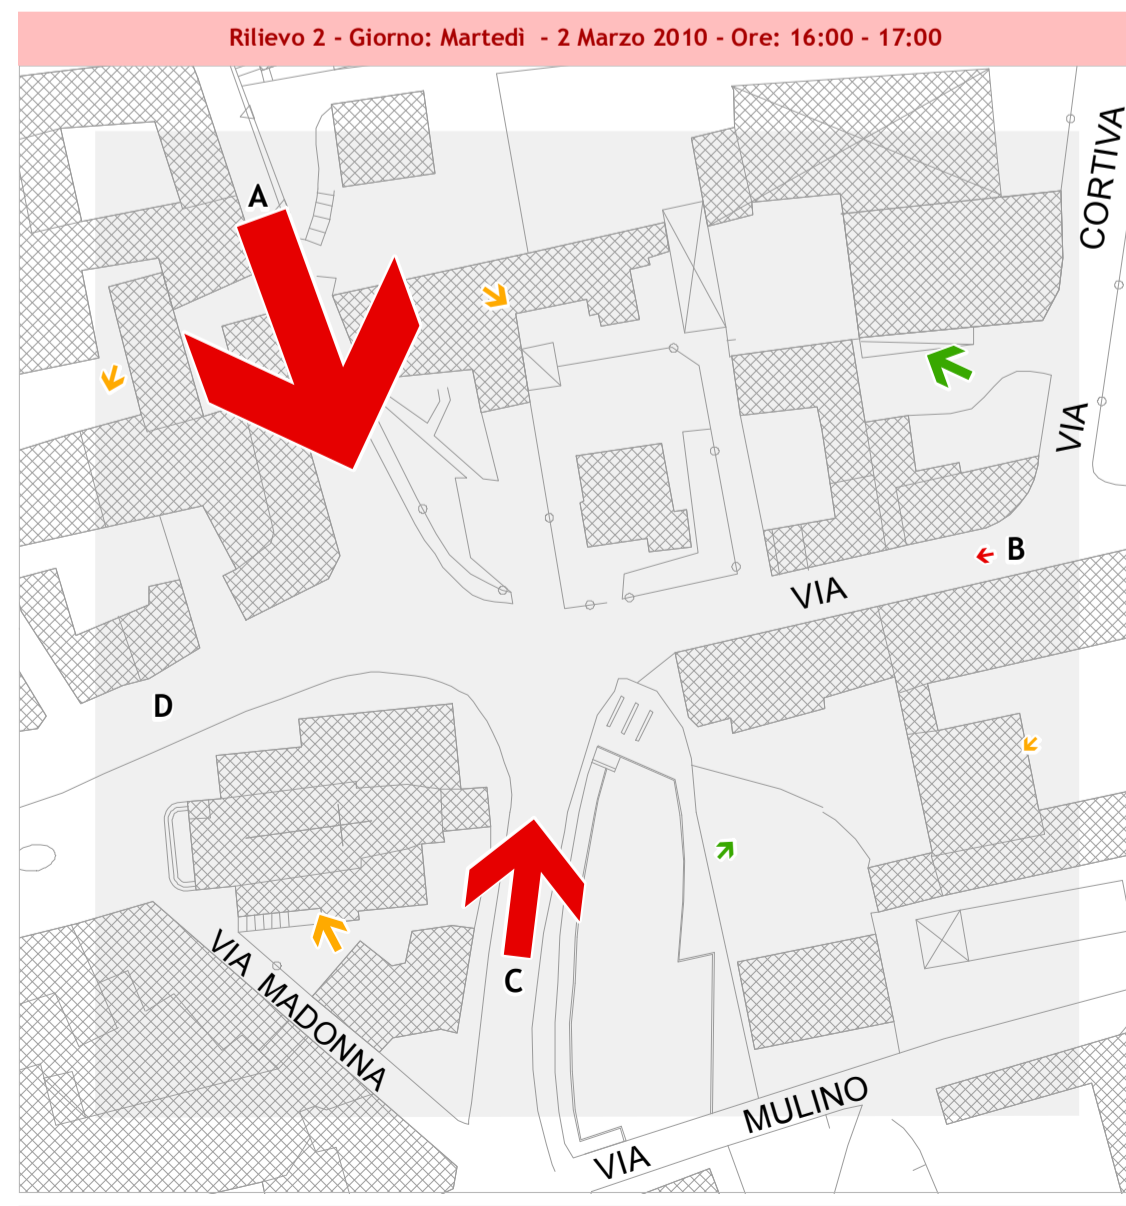 Rilievo 2 - Giorno: Martedì - 2 Marzo 2010 - Ore: 16:00 - 17:00
CORTIVA
A
VIA
B
VIA
D
C
VIA MADONNA
MULINO
VIA